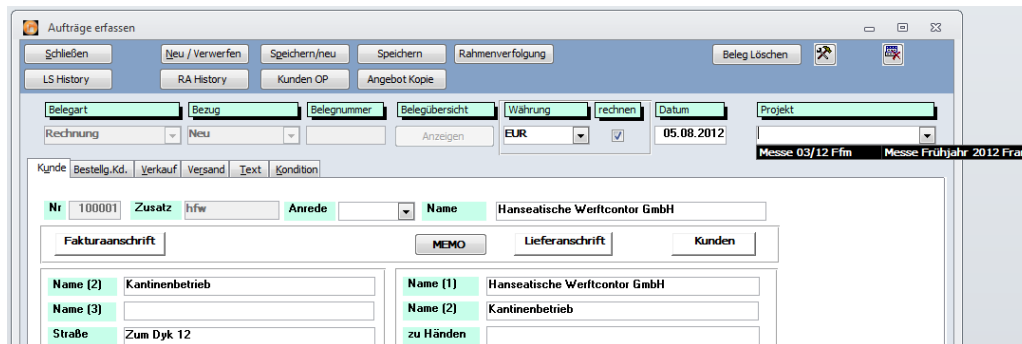 Aufträge erfassen
Schließen Neu / Verwerfen Speichern/neu Speichern Rahmenverfolgung Beleg Löschen
LS History RA History Kunden OP Angebot Kopie
Belegart Bezug Belegnummer Belegübersicht Währung rechnen Datum Projekt
Rechnung Neu Anzeigen EUR 05.08.2012
Messe 03/12 Ffm Messe Frühjahr 2012 Fra
Kunde Bestellg.Kd. Verkauf Versand Text Kondition
Nr 100001 Zusatz hfw Anrede Name Hanseatische Werftcontor GmbH
Fakturaanschrift MEMO Lieferanschrift Kunden
Name (2) Kantinenbetrieb Name (1) Hanseatische Werftcontor GmbH
Name (3) Name (2) Kantinenbetrieb
Straße Zum Dyk 12 zu Händen